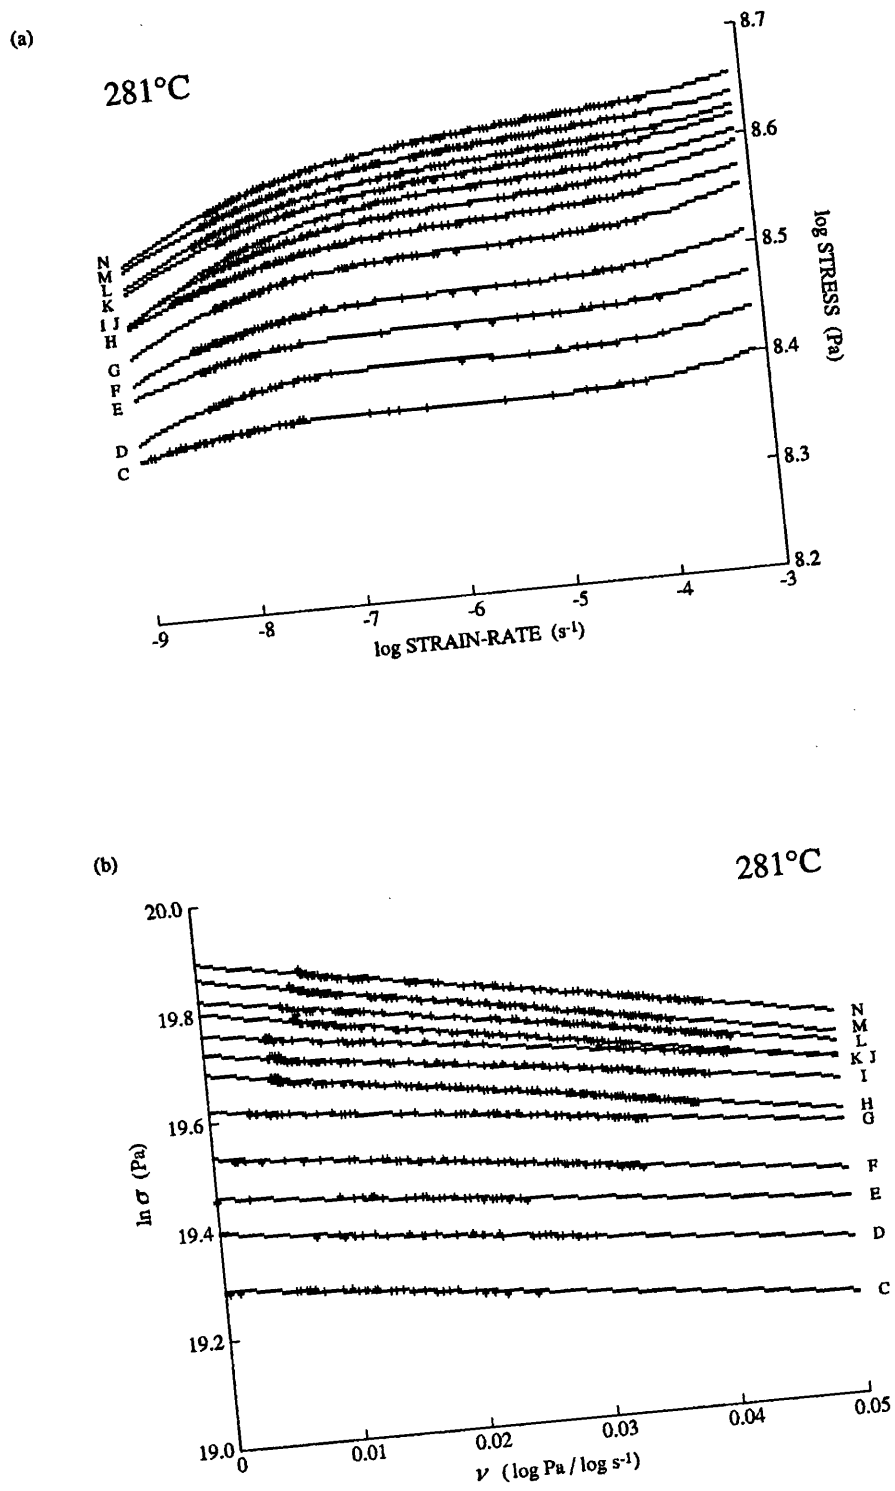 (a)
281°C
8.7
8.6
8.5
8.4
8.3
8.2
log STRESS (Pa)
N
M
L
K
I J
H
G
F
E
D
C
-9
-8
-7
-6
-5
-4
-3
log STRAIN-RATE (s-1)
(b)
281°C
20.0
19.8
19.6
19.4
19.2
19.0
ln σ (Pa)
N
M
L
K J
I
H
G
F
E
D
C
0
0.01
0.02
0.03
0.04
0.05
ν (log Pa / log s-1)